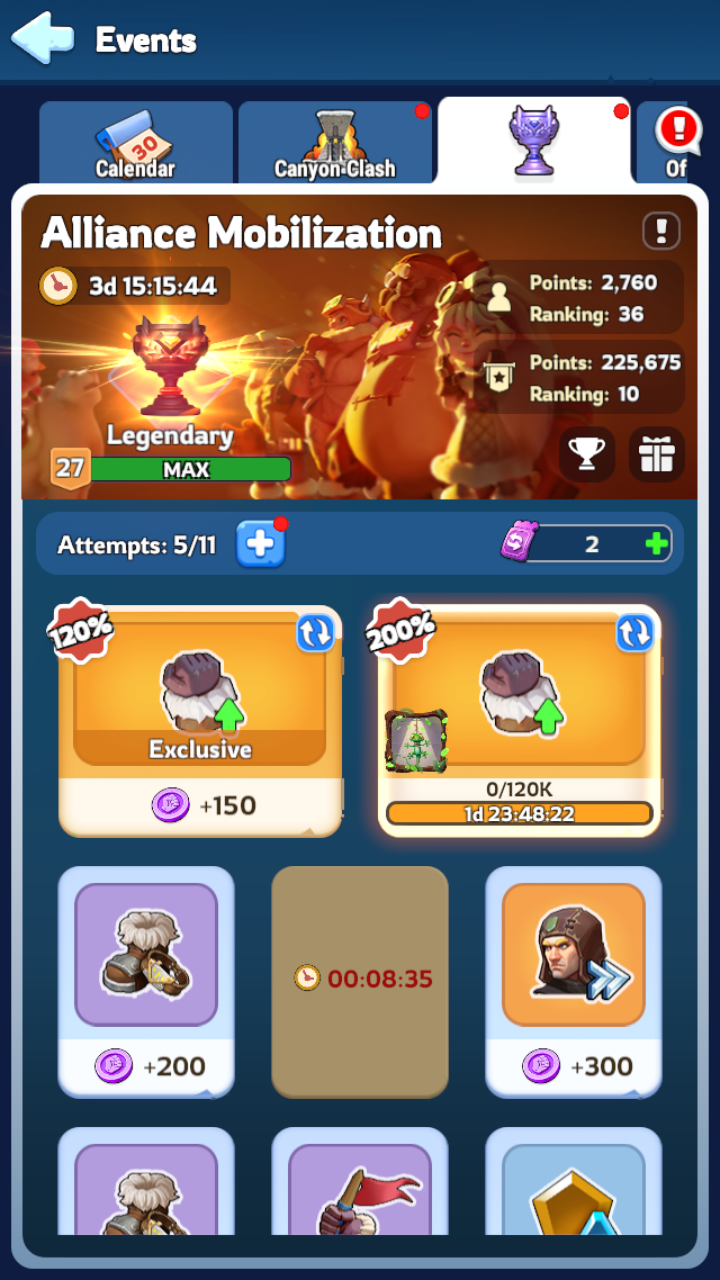 Events
30
Calendar
Canyon Clash
Of
Alliance Mobilization
3d 15:15:44
Points: 2,760
Ranking: 36
Points: 225,675
Ranking: 10
Legendary
27
MAX
Attempts: 5/11
2
120%
Exclusive
+150
200%
0/120K
1d 23:48:22
+200
00:08:35
+300